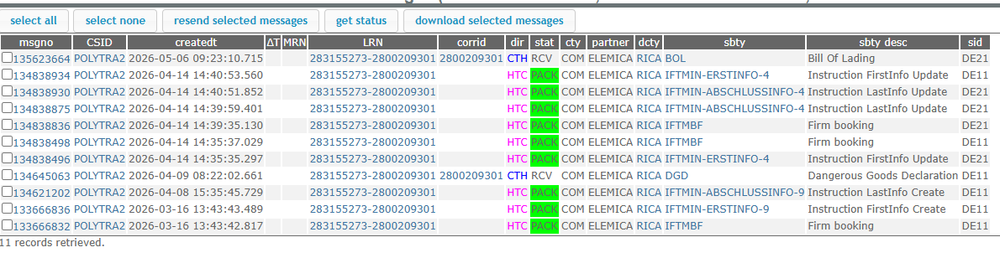 select all select none resend selected messages get status download selected messages
msgno CSID createdt ΔT MRN LRN corrid dir stat cty partner dcty sbty sbty desc sid
135623664 POLYTRA2 2026-05-06 09:23:10.715 283155273-2800209301 2800209301 CTH RCV COM ELEMICA RICA BOL Bill Of Lading DE21
134838934 POLYTRA2 2026-04-14 14:40:53.560 283155273-2800209301 HTC PACK COM ELEMICA RICA IFTMIN-ERSTINFO-4 Instruction FirstInfo Update DE11
134838930 POLYTRA2 2026-04-14 14:40:51.852 283155273-2800209301 HTC PACK COM ELEMICA RICA IFTMIN-ABSCHLUSSINFO-4 Instruction LastInfo Update DE21
134838875 POLYTRA2 2026-04-14 14:39:59.401 283155273-2800209301 HTC PACK COM ELEMICA RICA IFTMIN-ABSCHLUSSINFO-4 Instruction LastInfo Update DE21
134838836 POLYTRA2 2026-04-14 14:39:35.130 283155273-2800209301 HTC PACK COM ELEMICA RICA IFTMBF Firm booking DE21
134838498 POLYTRA2 2026-04-14 14:35:37.029 283155273-2800209301 HTC PACK COM ELEMICA RICA IFTMBF Firm booking DE11
134838496 POLYTRA2 2026-04-14 14:35:35.297 283155273-2800209301 HTC PACK COM ELEMICA RICA IFTMIN-ERSTINFO-4 Instruction FirstInfo Update DE21
134645063 POLYTRA2 2026-04-09 08:22:02.661 283155273-2800209301 2800209301 CTH RCV COM ELEMICA RICA DGD Dangerous Goods Declaration DE11
134621202 POLYTRA2 2026-04-08 15:35:45.729 283155273-2800209301 HTC PACK COM ELEMICA RICA IFTMIN-ABSCHLUSSINFO-9 Instruction LastInfo Create DE11
133666836 POLYTRA2 2026-03-16 13:43:43.489 283155273-2800209301 HTC PACK COM ELEMICA RICA IFTMIN-ERSTINFO-9 Instruction FirstInfo Create DE11
133666832 POLYTRA2 2026-03-16 13:43:42.817 283155273-2800209301 HTC PACK COM ELEMICA RICA IFTMBF Firm booking DE11
11 records retrieved.